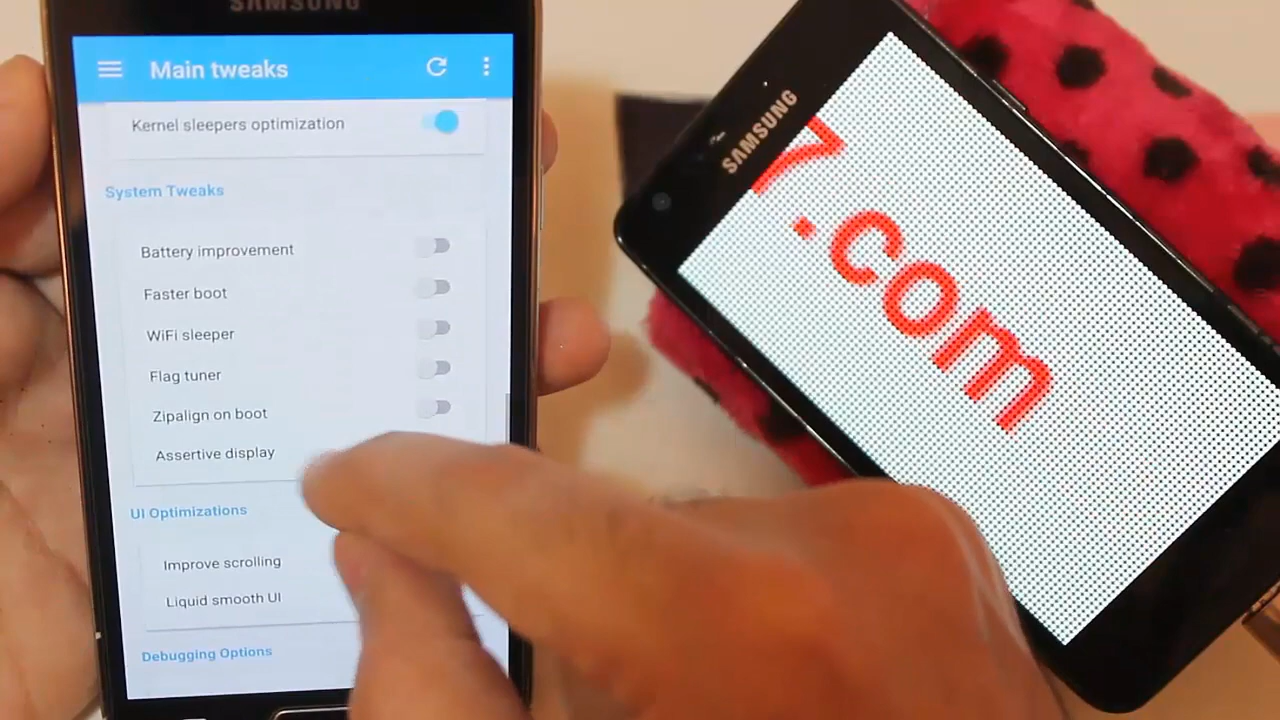 SAMSUNG
Main tweaks
Kernel sleepers optimization
System Tweaks
Battery improvement
Faster boot
WiFi sleeper
Flag tuner
Zipalign on boot
Assertive display
UI Optimizations
Improve scrolling
Liquid smooth UI
Debugging Options
SAMSUNG
7.com